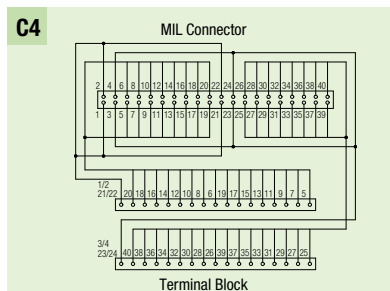 C4
MIL Connector
2 4 6 8 10 12 14 16 18 20 22 24 26 28 30 32 34 36 38 40
1 3 5 7 9 11 13 15 17 19 21 23 25 27 29 31 33 35 37 39
1/2
21/22 20 18 16 14 12 10 8 6 19 17 15 13 11 9 7 5
3/4
23/24 40 38 36 34 32 30 28 26 39 37 35 33 31 29 27 25
Terminal Block